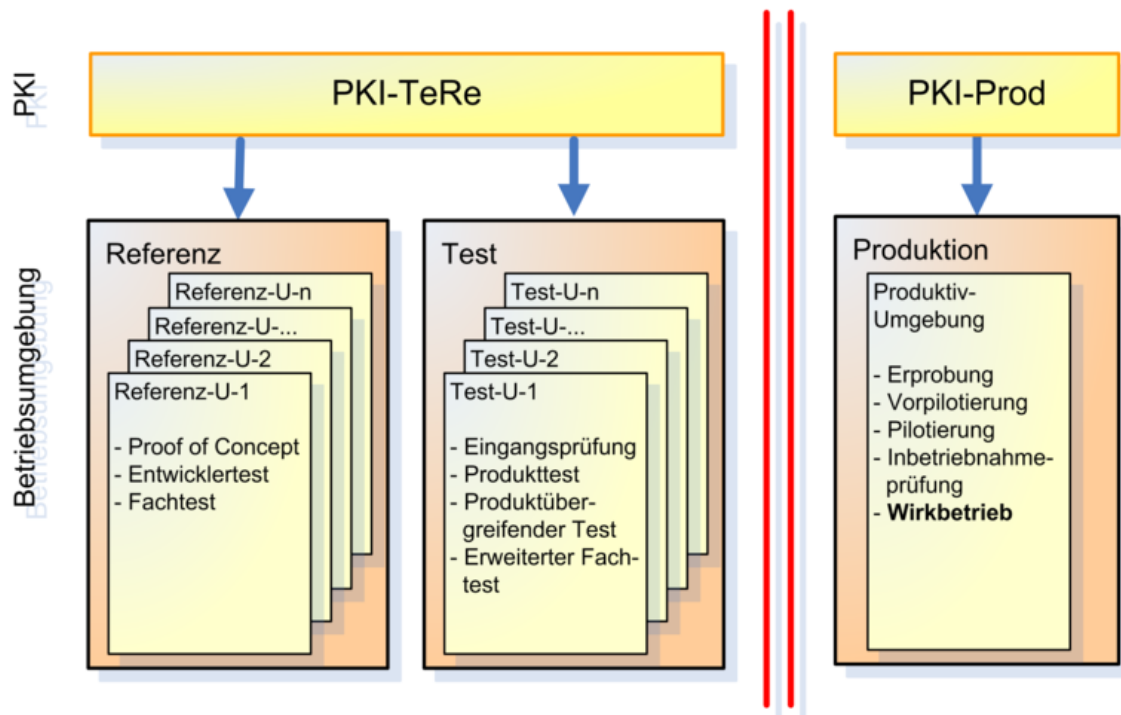 PKI
PKI-TeRe
PKI-Prod
Betriebsumgebung
Referenz
Referenz-U-n
Referenz-U-...
Referenz-U-2
Referenz-U-1
- Proof of Concept
- Entwicklertest
- Fachtest
Test
Test-U-n
Test-U-...
Test-U-2
Test-U-1
- Eingangsprüfung
- Produkttest
- Produktüber-
greifender Test
- Erweiterter Fach-
test
Produktion
Produktiv-
Umgebung
- Erprobung
- Vorpilotierung
- Pilotierung
- Inbetriebnahme-
prüfung
- Wirkbetrieb